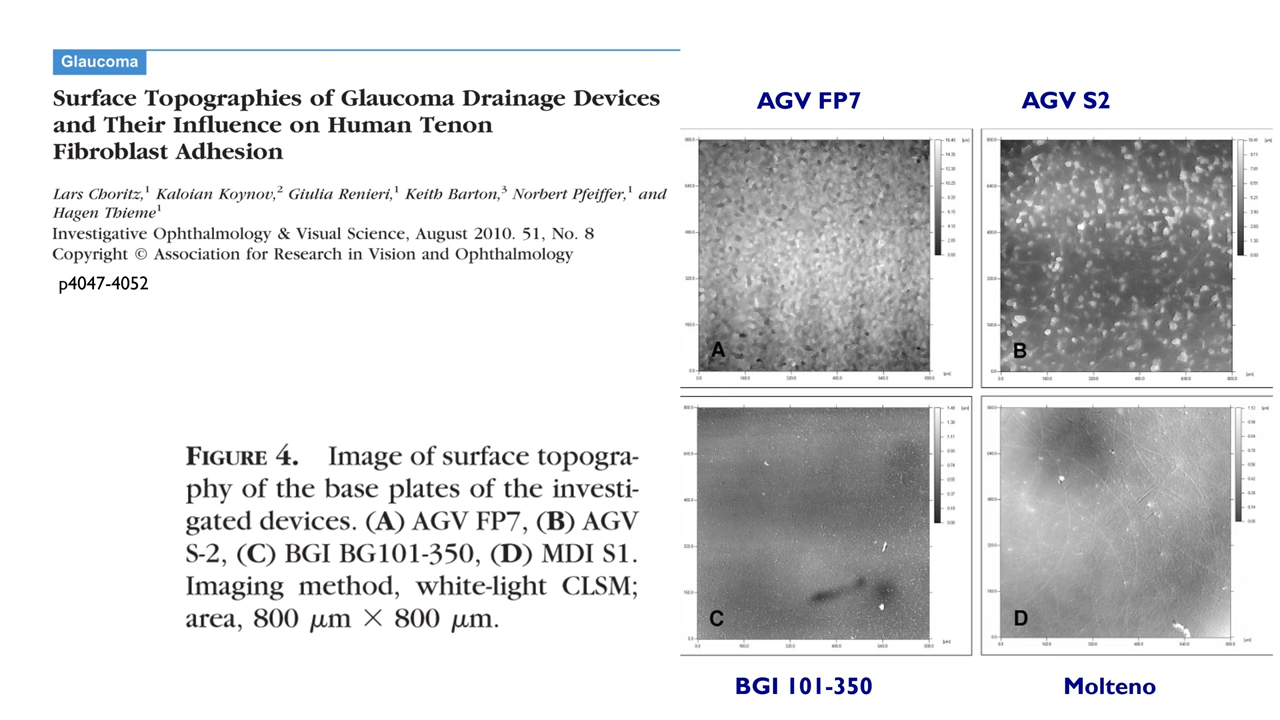 Glaucoma
Surface Topographies of Glaucoma Drainage Devices
and Their Influence on Human Tenon
Fibroblast Adhesion
Lars Choritz,1 Kaloian Koynov,2 Giulia Renieri,1 Keith Barton,3 Norbert Pfeiffer,1 and
Hagen Thieme1
Investigative Ophthalmology & Visual Science, August 2010. 51, No. 8
Copyright © Association for Research in Vision and Ophthalmology
p4047-4052
FIGURE 4. Image of surface topogra-
phy of the base plates of the investi-
gated devices. (A) AGV FP7, (B) AGV
S-2, (C) BGI BG101-350, (D) MDI S1.
Imaging method, white-light CLSM;
area, 800 μm × 800 μm.
AGV FP7
AGV S2
A
B
C
D
BGI 101-350
Molteno